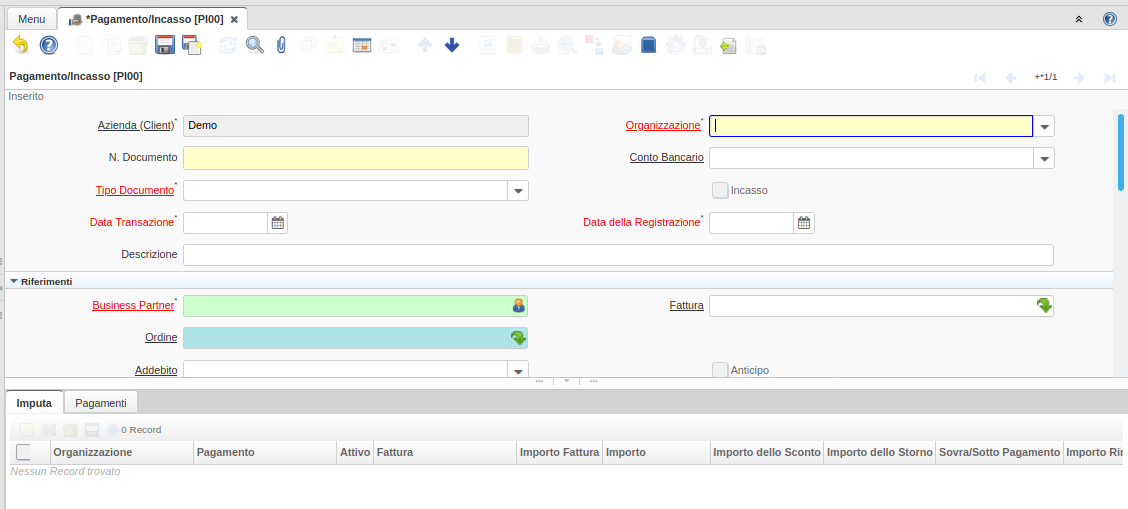 Menu
*Pagamento/Incasso [PI00]
Pagamento/Incasso [PI00]
+*1/1
Inserito
Azienda (Client)* Demo Organizzazione*
N. Documento Conto Bancario
Tipo Documento* Incasso
Data Transazione* Data della Registrazione*
Descrizione
Riferimenti
Business Partner* Fattura
Ordine
Addebito Anticipo
Imputa Pagamenti
0 Record
Organizzazione Pagamento Attivo Fattura Importo Fattura Importo Importo dello Sconto Importo dello Storno Sovra/Sotto Pagamento Importo Rir
Nessun Record trovato